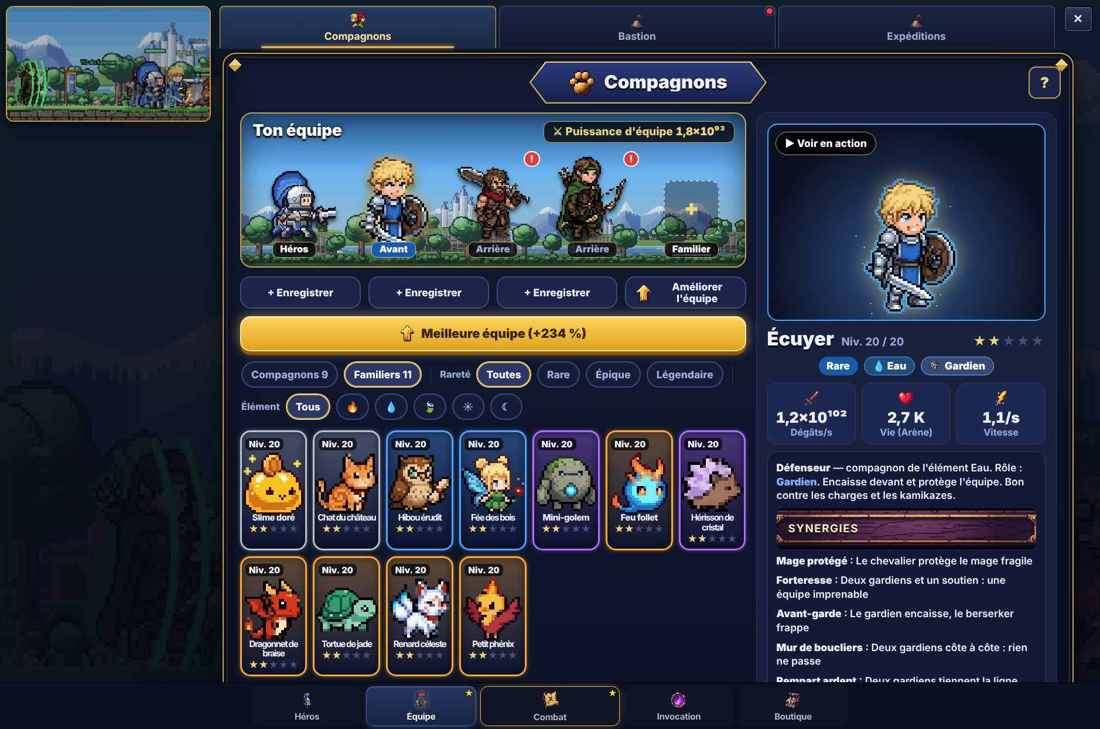 Compagnons
Bastion
Expéditions
×
Compagnons
?
Ton équipe
Puissance d'équipe 1,8×10⁹³
!
!
+
Héros
Avant
Arrière
Arrière
Familier
+ Enregistrer
+ Enregistrer
+ Enregistrer
Améliorer
l'équipe
Meilleure équipe (+234 %)
Compagnons 9
Familiers 11
Rareté
Toutes
Rare
Épique
Légendaire
Élément
Tous
Niv. 20
Niv. 20
Niv. 20
Niv. 20
Niv. 20
Niv. 20
Niv. 20
Slime doré
Chat du château
Hibou érudit
Fée des bois
Mini-golem
Feu follet
Hérisson de
cristal
Niv. 20
Niv. 20
Niv. 20
Niv. 20
Dragonnet de
braise
Tortue de jade
Renard céleste
Petit phénix
▶ Voir en action
Écuyer Niv. 20 / 20
Rare
Eau
Gardien
1,2×10¹⁰²
Dégâts/s
2,7 K
Vie (Arène)
1,1/s
Vitesse
Défenseur — compagnon de l'élément Eau. Rôle :
Gardien. Encaisse devant et protège l'équipe. Bon
contre les charges et les kamikazes.
SYNERGIES
Mage protégé : Le chevalier protège le mage fragile
Forteresse : Deux gardiens et un soutien : une
équipe imprenable
Avant-garde : Le gardien encaisse, le berserker
frappe
Mur de boucliers : Deux gardiens côte à côte : rien
ne passe
Rempart ardent : Deux gardiens tiennent la ligne
Héros
Équipe
Combat
Invocation
Boutique